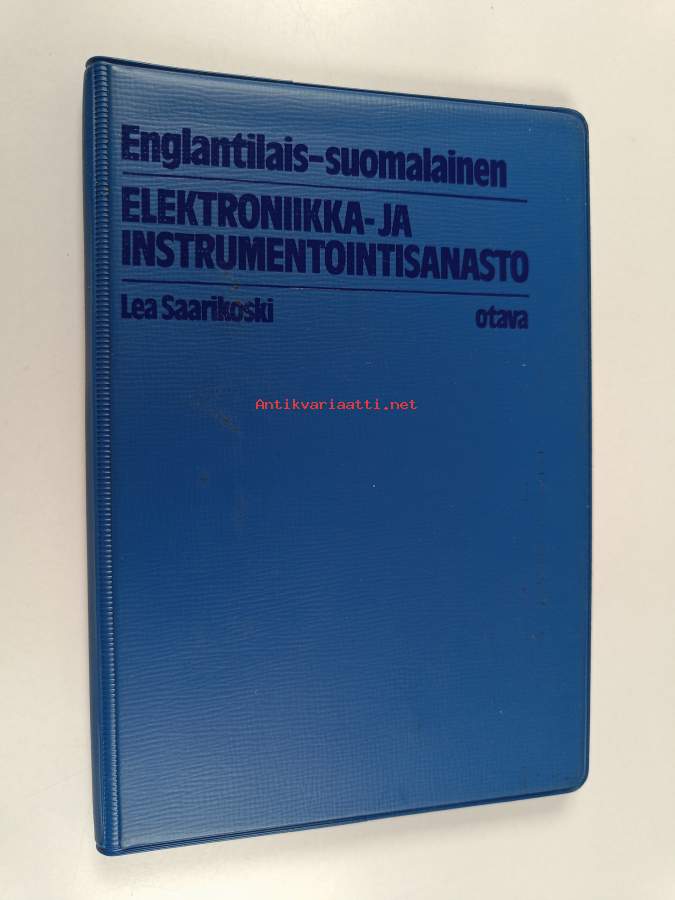 Englantilais-suomalainen
ELEKTRONIIKKA- JA
INSTRUMENTOINTISANASTO
Lea Saarikoski otava
Antikvariaatti.net